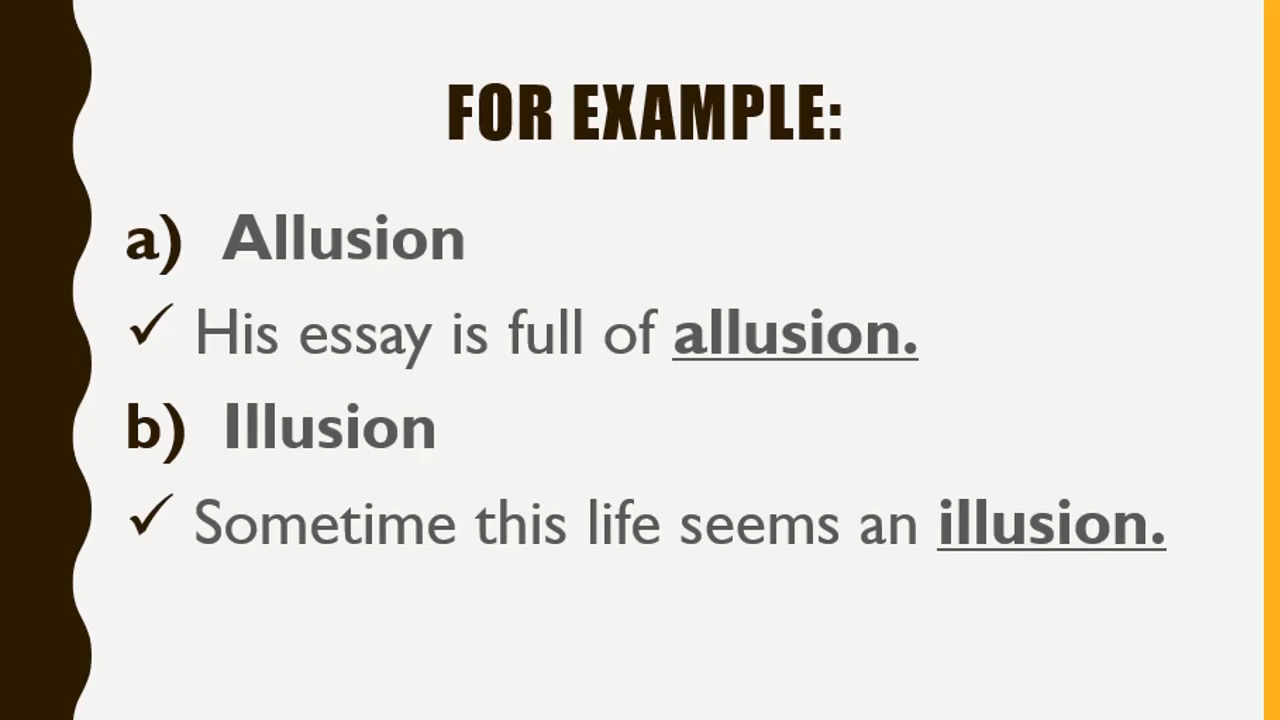 FOR EXAMPLE:
a) Allusion
✓ His essay is full of allusion.
b) Illusion
✓ Sometime this life seems an illusion.